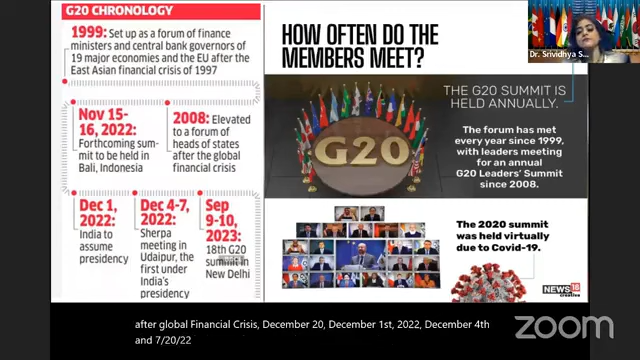 G20 CHRONOLOGY
1999: Set up as a forum of finance
ministers and central bank governors of
19 major economies and the EU after the
East Asian financial crisis of 1997
Nov 15-
16, 2022:
Forthcoming sum-
mit to be held in
Bali, Indonesia
2008: Elevated
to a forum of
heads of states
after the global
financial crisis
Dec 1,
2022:
India to
assume
presidency
Dec 4-7,
2022:
Sherpa
meeting in
Udaipur, the
first under
India's
presidency
Sep
9-10,
2023:
18th G20
summit in
New Delhi
HOW OFTEN DO THE
MEMBERS MEET?
THE G20 SUMMIT IS
HELD ANNUALLY.
G20
The forum has met
every year since 1999,
with leaders meeting
for an annual
G20 Leaders' Summit
since 2008.
The 2020 summit
was held virtually
due to Covid-19.
NEWS18
creative
Dr. Srividhya S...
after global Financial Crisis, December 20, December 1st, 2022, December 4th
and 7/20/22
zoom